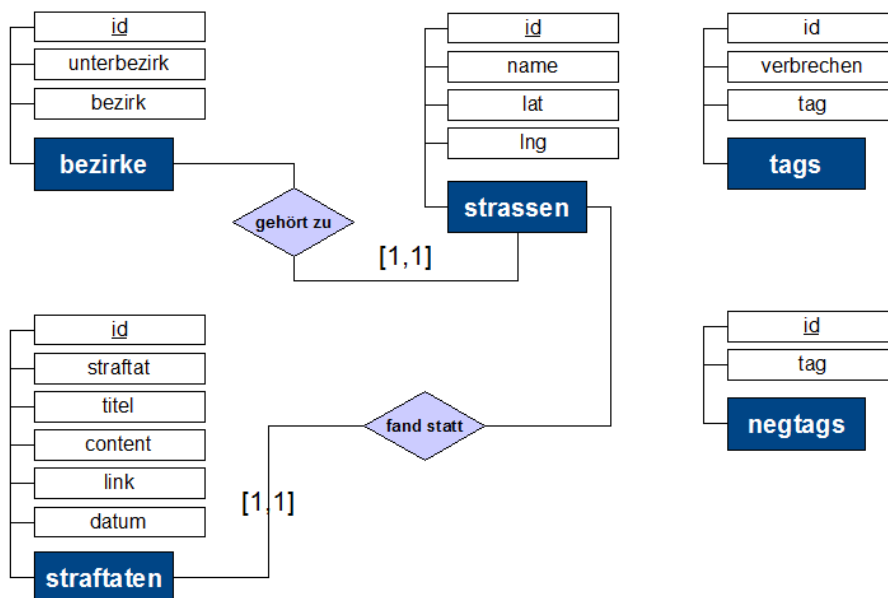 id
unterbezirk
bezirk
bezirke
id
name
lat
lng
strassen
id
verbrechen
tag
tags
gehört zu
[1,1]
id
straftat
titel
content
link
datum
straftaten
fand statt
[1,1]
id
tag
negtags